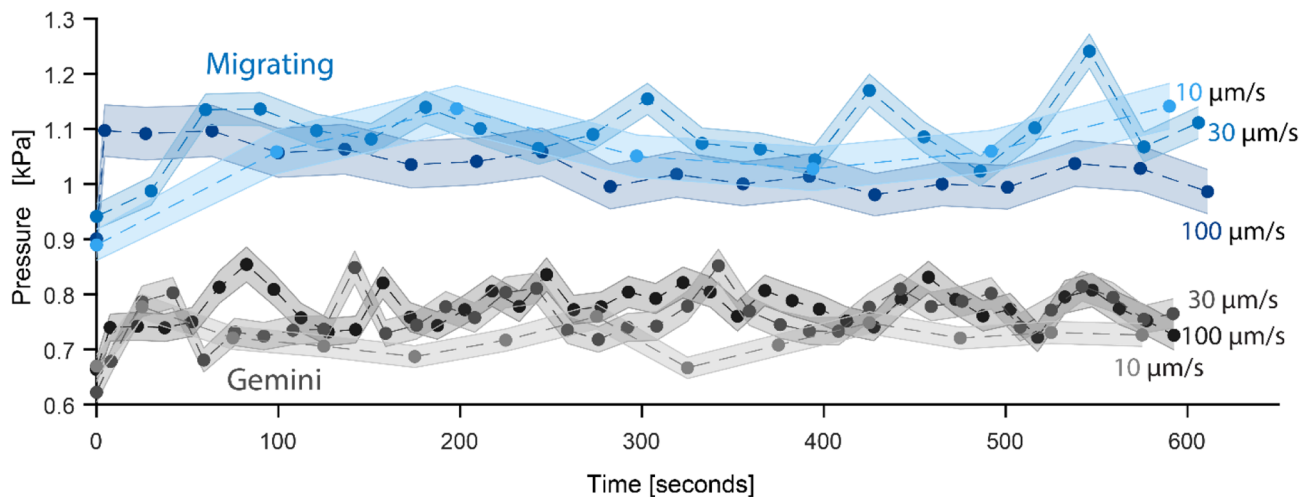 1.3
1.2
1.1
1
0.9
0.8
0.7
0.6
Pressure [kPa]
Migrating
10 μm/s
30 μm/s
100 μm/s
Gemini
30 μm/s
100 μm/s
10 μm/s
0 100 200 300 400 500 600
Time [seconds]